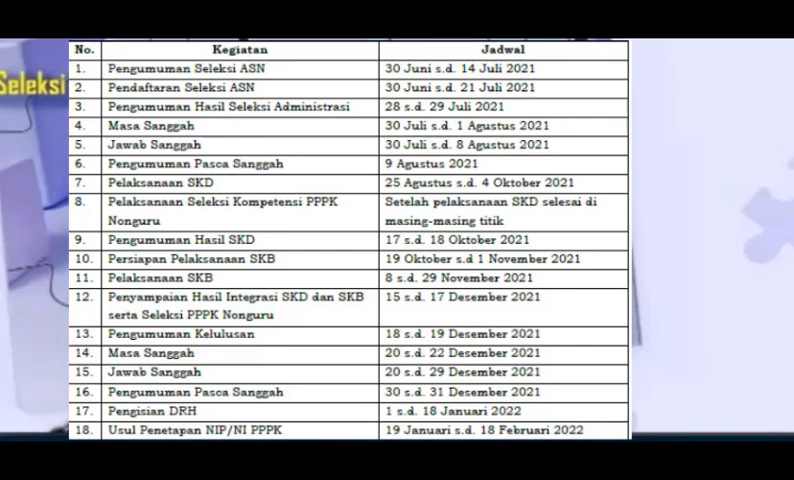 Seleksi
No. Kegiatan Jadwal
1. Pengumuman Seleksi ASN 30 Juni s.d. 14 Juli 2021
2. Pendaftaran Seleksi ASN 30 Juni s.d. 21 Juli 2021
3. Pengumuman Hasil Seleksi Administrasi 28 s.d. 29 Juli 2021
4. Masa Sanggah 30 Juli s.d. 1 Agustus 2021
5. Jawab Sanggah 30 Juli s.d. 8 Agustus 2021
6. Pengumuman Pasca Sanggah 9 Agustus 2021
7. Pelaksanaan SKD 25 Agustus s.d. 4 Oktober 2021
8. Pelaksanaan Seleksi Kompetensi PPPK Setelah pelaksanaan SKD selesai di
Nonguru masing-masing titik
9. Pengumuman Hasil SKD 17 s.d. 18 Oktober 2021
10. Persiapan Pelaksanaan SKB 19 Oktober s.d 1 November 2021
11. Pelaksanaan SKB 8 s.d. 29 November 2021
12. Penyampaian Hasil Integrasi SKD dan SKB 15 s.d. 17 Desember 2021
serta Seleksi PPPK Nonguru
13. Pengumuman Kelulusan 18 s.d. 19 Desember 2021
14. Masa Sanggah 20 s.d. 22 Desember 2021
15. Jawab Sanggah 20 s.d. 29 Desember 2021
16. Pengumuman Pasca Sanggah 30 s.d. 31 Desember 2021
17. Pengisian DRH 1 s.d. 18 Januari 2022
18. Usul Penetapan NIP/NI PPPK 19 Januari s.d. 18 Februari 2022